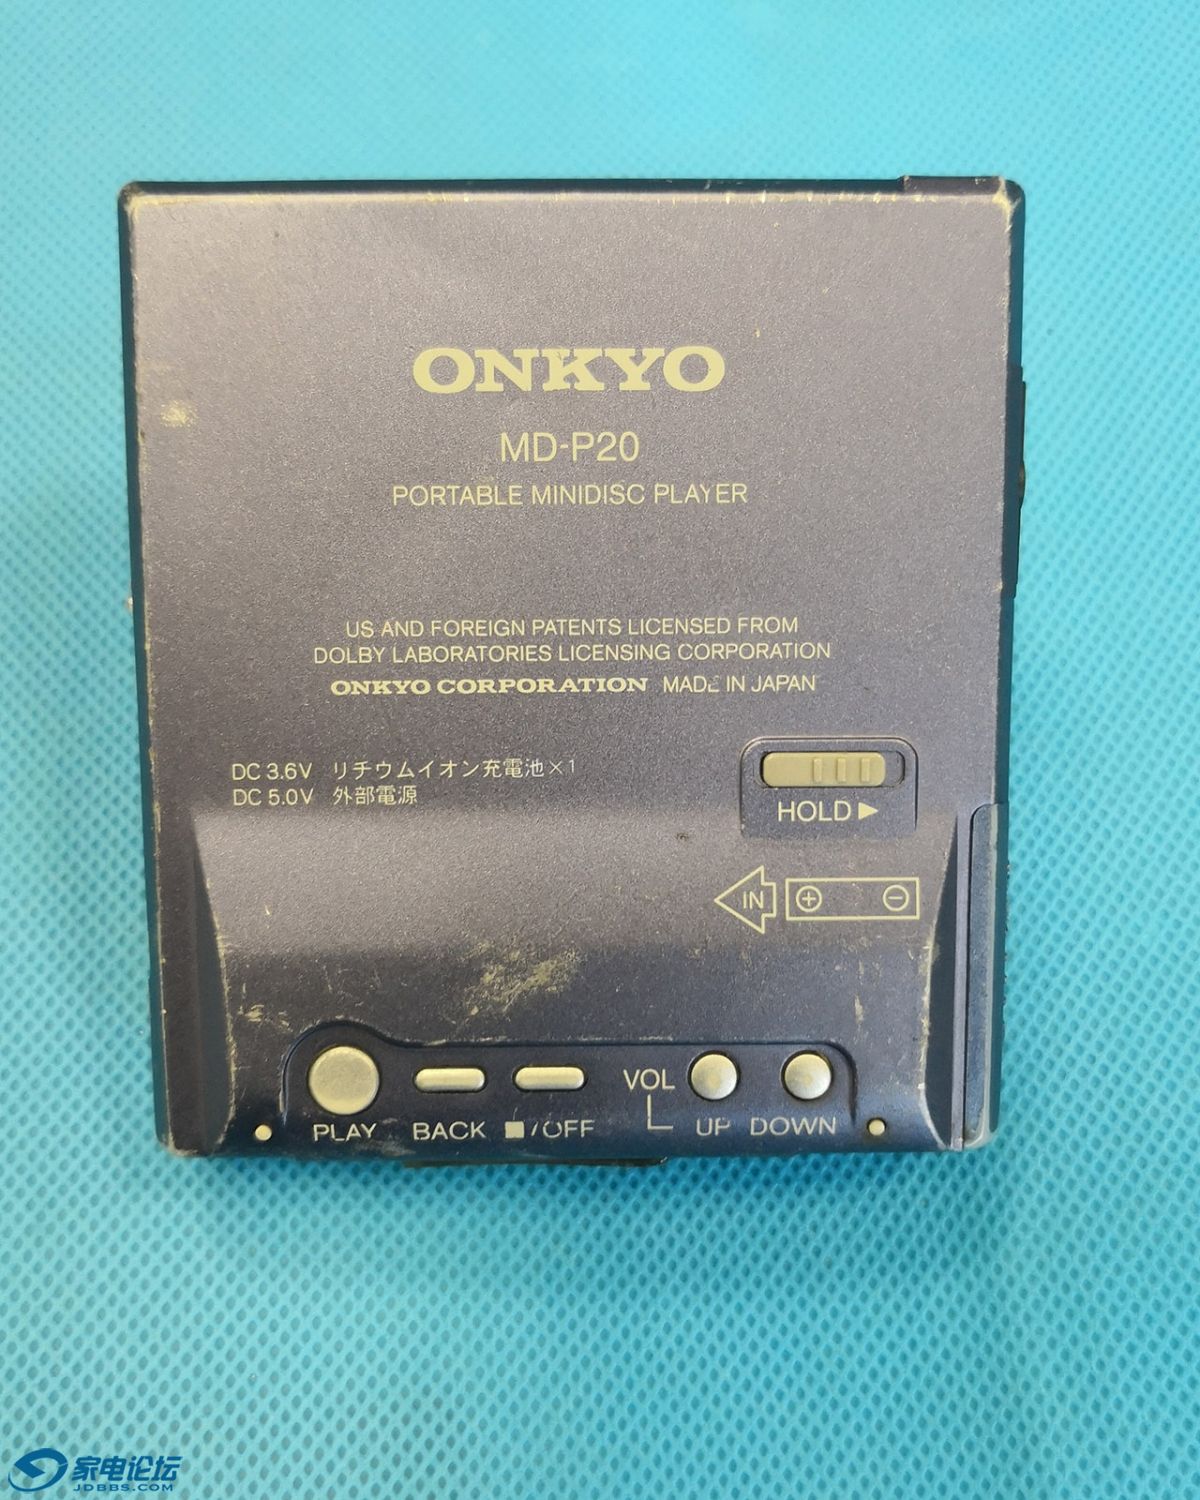 ONKYO
MD-P20
PORTABLE MINIDISC PLAYER
US AND FOREIGN PATENTS LICENSED FROM
DOLBY LABORATORIES LICENSING CORPORATION
ONKYO CORPORATION MADE IN JAPAN
DC 3.6V リチウムイオン充電池×1
DC 5.0V 外部電源
HOLD ▶
IN ⊕ ⊖
PLAY BACK ■/OFF VOL UP DOWN
家电论坛
JDBBS.COM